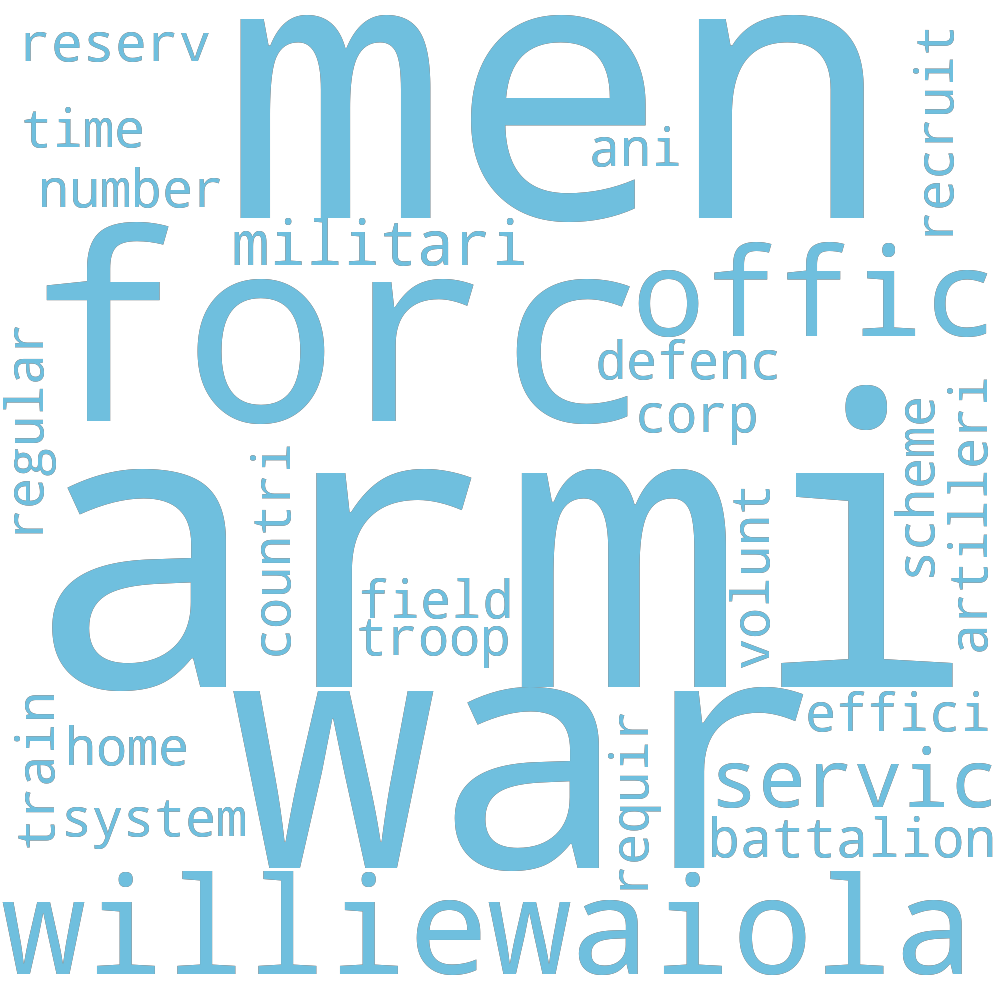 reserv
men
recruit
time
ani
number
militari
forc
offic
defenc
corp
regular
armi
scheme
artilleri
countri
volunt
field
troop
train
war
effici
home
requir
servic
system
battalion
williewaiola